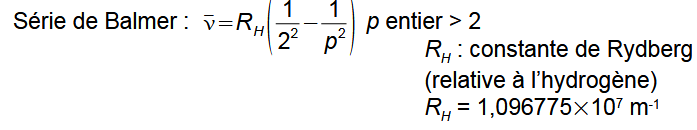 Série de Balmer : ν̄=R_H(1/2²−1/p²) p entier > 2
R_H : constante de Rydberg
(relative à l’hydrogène)
R_H = 1,096775×10⁷ m⁻¹